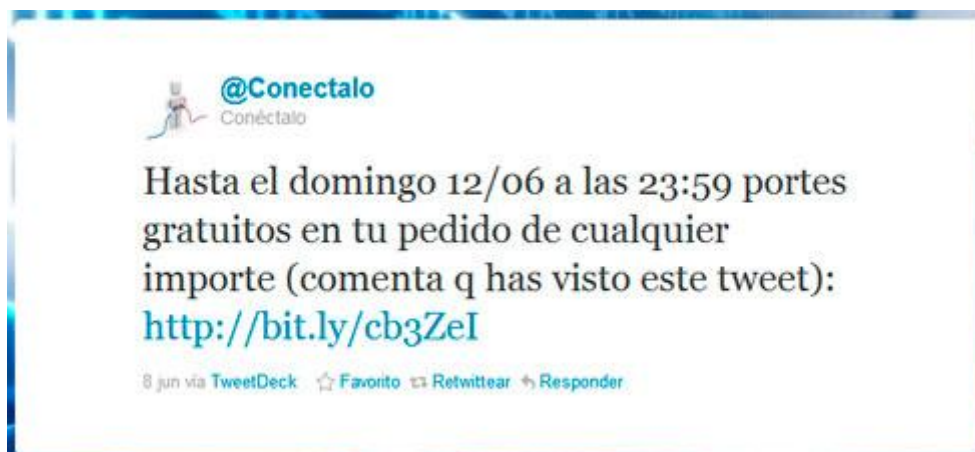 @Conectalo
Conéctalo
Hasta el domingo 12/06 a las 23:59 portes
gratuitos en tu pedido de cualquier
importe (comenta q has visto este tweet):
http://bit.ly/cb3ZeI
8 jun vía TweetDeck Favorito Retwittear Responder